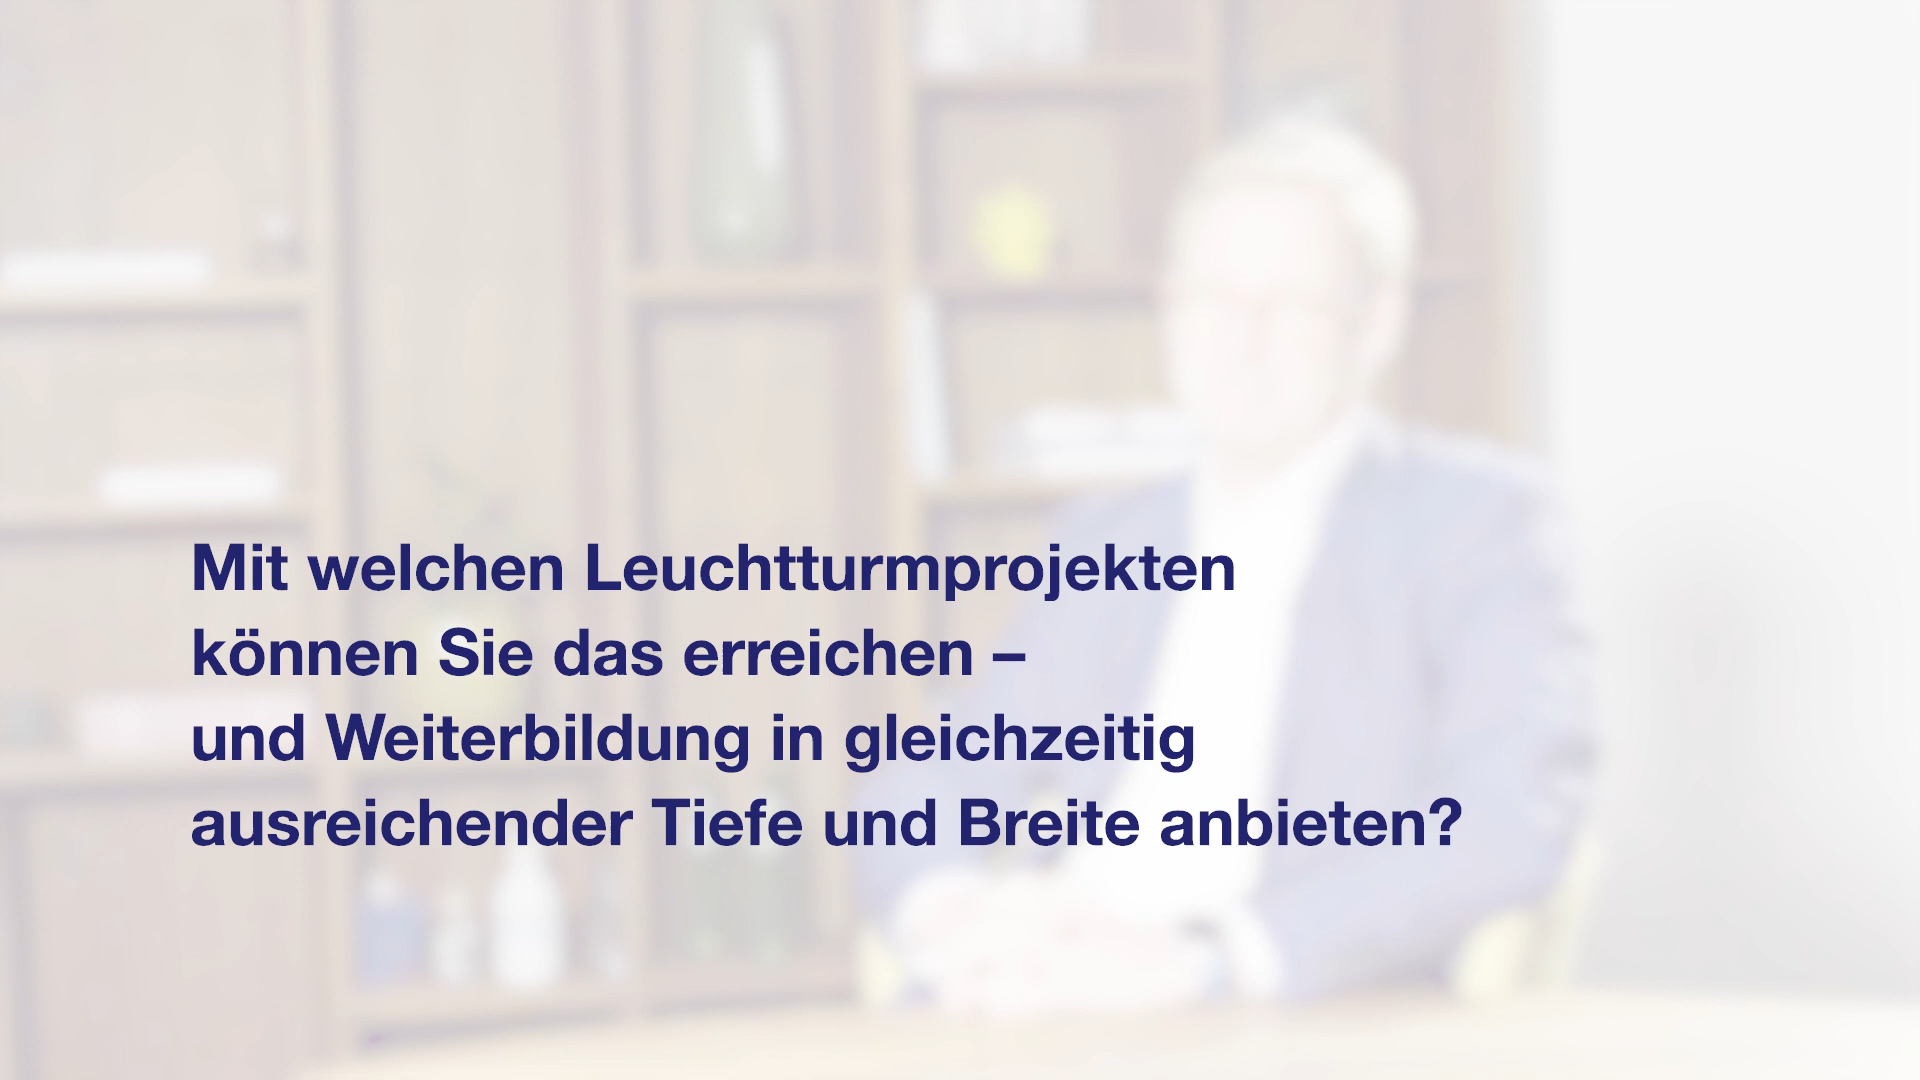 Mit welchen Leuchtturmprojekten
können Sie das erreichen –
und Weiterbildung in gleichzeitig
ausreichender Tiefe und Breite anbieten?